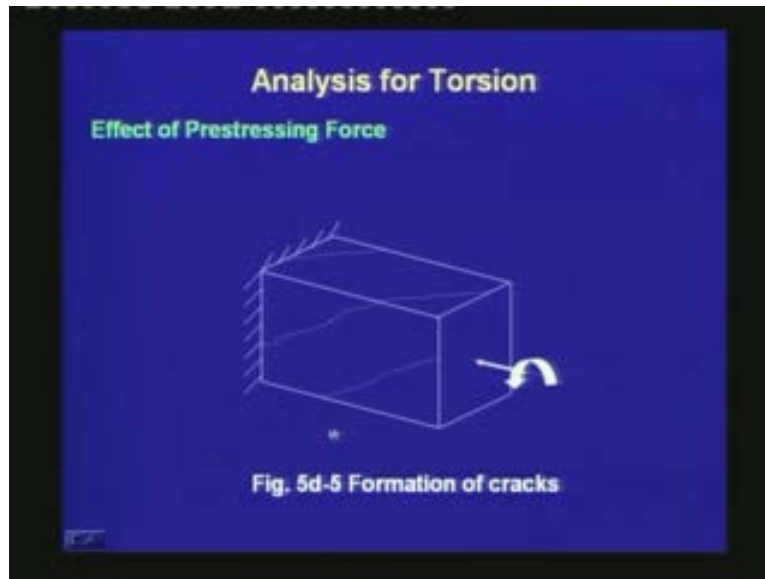 Analysis for Torsion
Effect of Prestressing Force
Fig. 5d-5 Formation of cracks